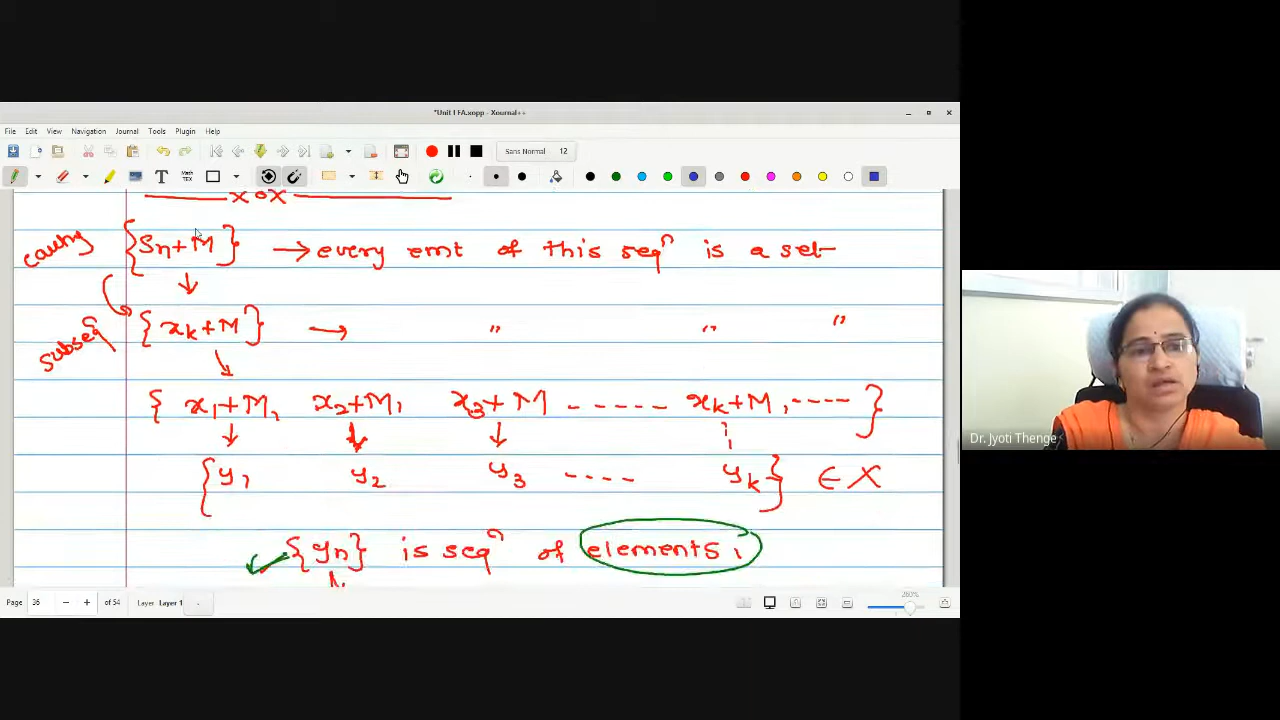 *Unit I FA.xopp - Xournal++
File Edit View Navigation Journal Tools Plugin Help
Sans Normal 12
x o x
cauchy {Sn+M} → every emt of this seqⁿ is a set
subseq {xk+M} → " " "
{ x1+M, x2+M, x3+M ------ xk+M, ---- }
{y1 y2 y3 ---- yk} ∈ X
{yn} is seqⁿ of elements i
Dr. Jyoti Thenge
Page 36 of 54 Layer Layer 1